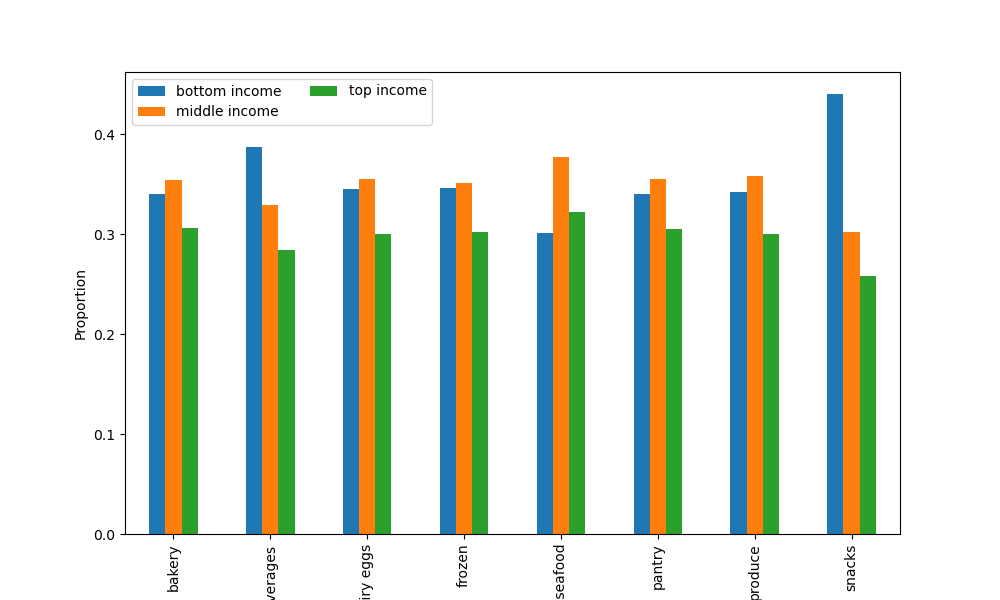 bottom income
middle income
top income
Proportion
0.4
0.3
0.2
0.1
0.0
bakery
verages
iry eggs
frozen
seafood
pantry
produce
snacks